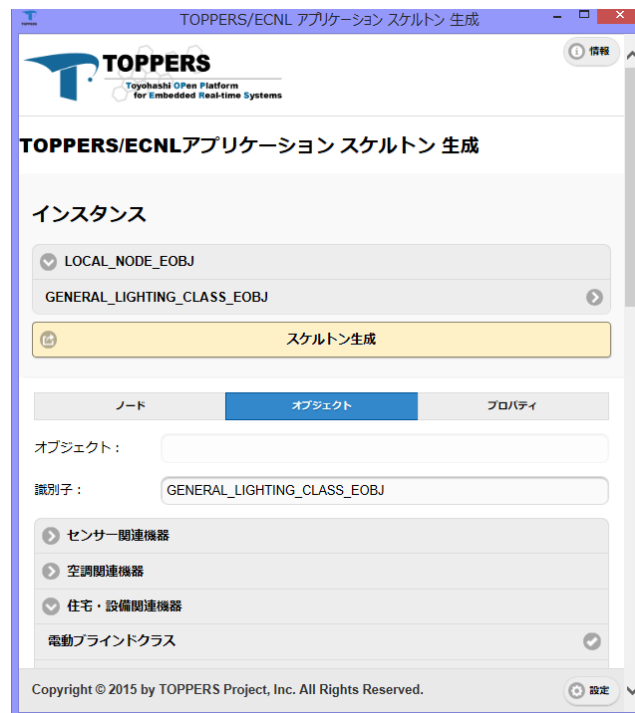 TOPPERS/ECNL アプリケーション スケルトン 生成
TOPPERS
Toyohashi OPen Platform
for Embedded Real-time Systems
情報
TOPPERS/ECNLアプリケーション スケルトン 生成
インスタンス
LOCAL_NODE_EOBJ
GENERAL_LIGHTING_CLASS_EOBJ
スケルトン生成
ノード
オブジェクト
プロパティ
オブジェクト：
識別子：
GENERAL_LIGHTING_CLASS_EOBJ
センサー関連機器
空調関連機器
住宅・設備関連機器
電動ブラインドクラス
Copyright © 2015 by TOPPERS Project, Inc. All Rights Reserved.
設定